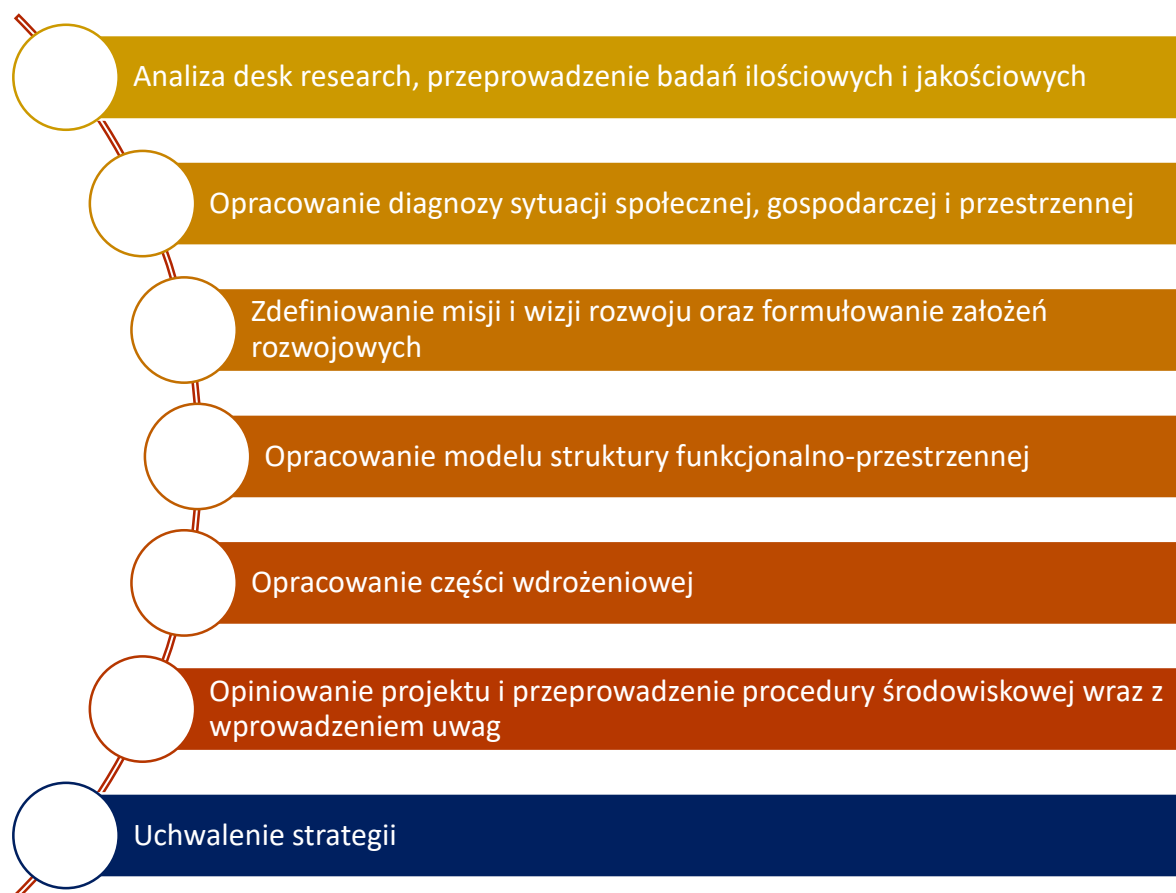 Analiza desk research, przeprowadzenie badań ilościowych i jakościowych
Opracowanie diagnozy sytuacji społecznej, gospodarczej i przestrzennej
Zdefiniowanie misji i wizji rozwoju oraz formułowanie założeń
rozwojowych
Opracowanie modelu struktury funkcjonalno-przestrzennej
Opracowanie części wdrożeniowej
Opiniowanie projektu i przeprowadzenie procedury środowiskowej wraz z
wprowadzeniem uwag
Uchwalenie strategii